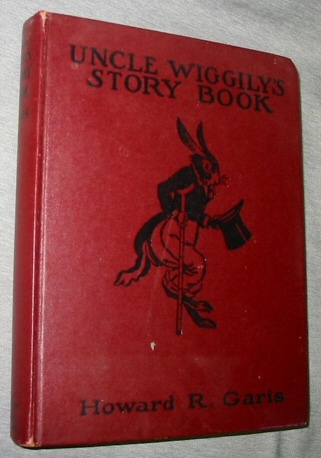 UNCLE WIGGILY'S
STORY BOOK
Howard R. Garis